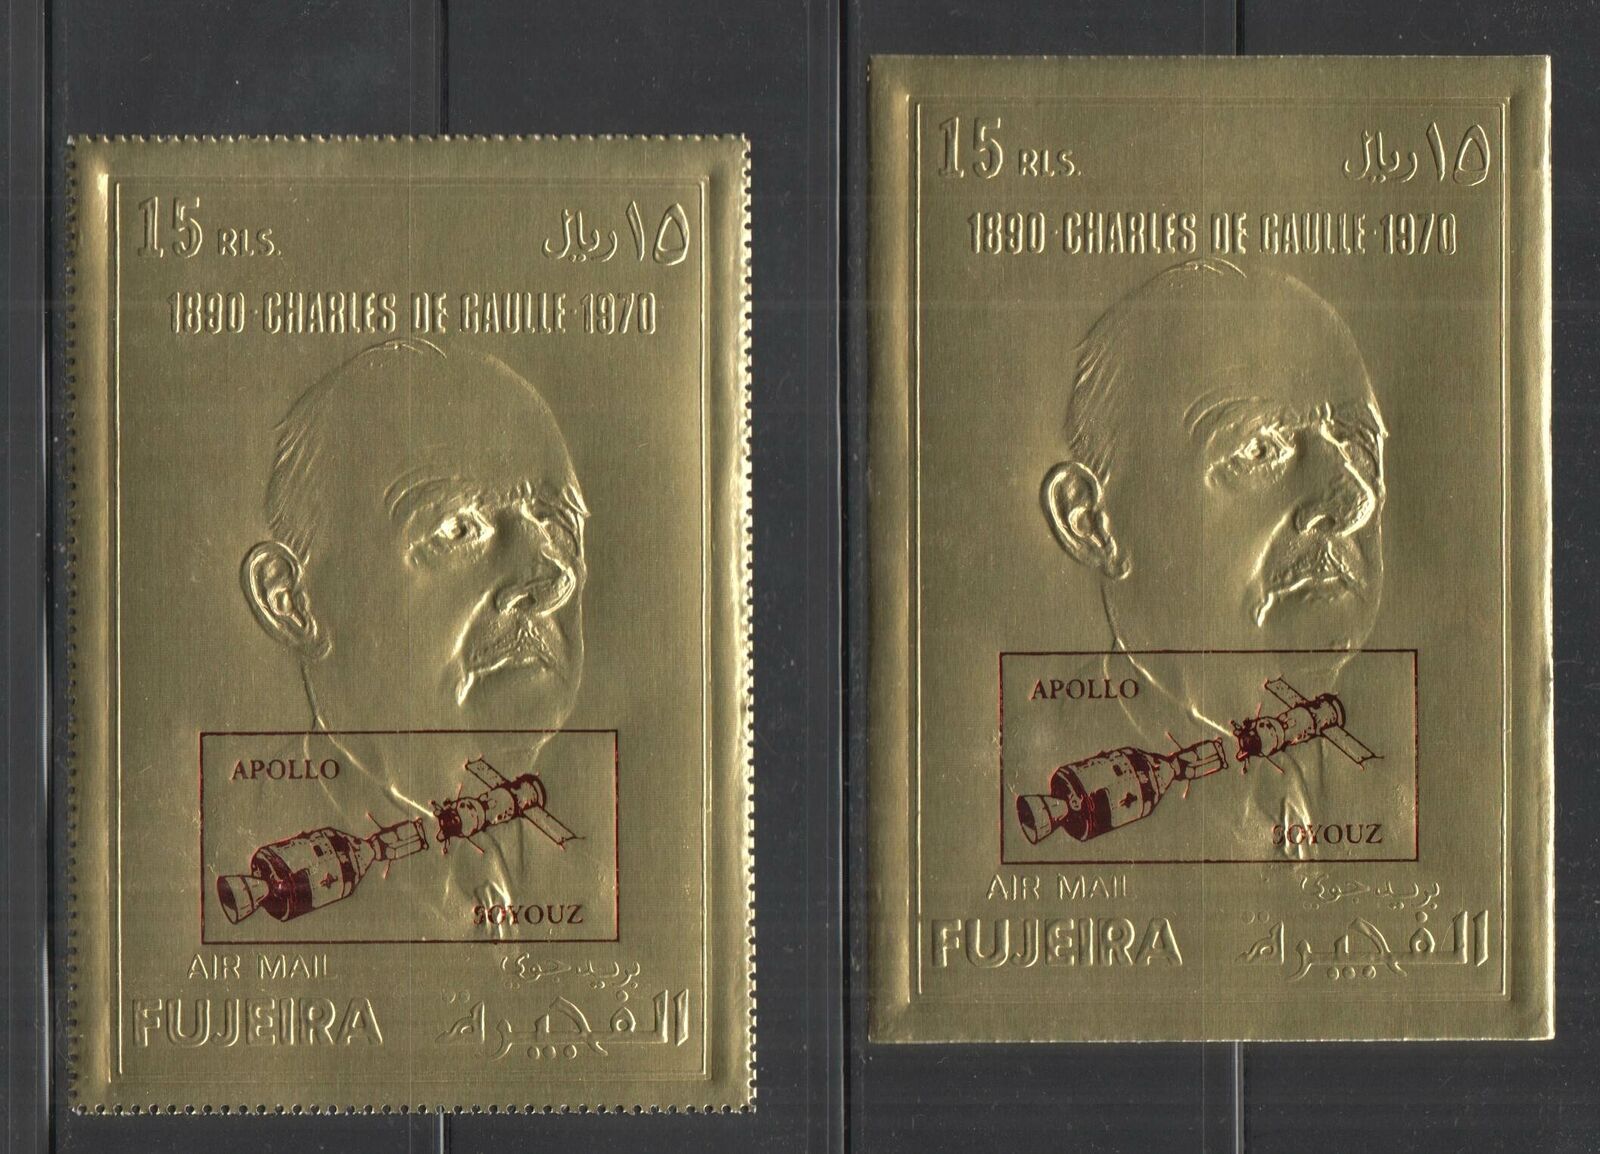 15 RLS. ١٥ ريال
1890·CHARLES DE GAULLE·1970
APOLLO
SOYOUZ
AIR MAIL بريد جوي
FUJEIRA الفجيرة
15 RLS. ١٥ ريال
1890·CHARLES DE GAULLE·1970
APOLLO
SOYOUZ
AIR MAIL بريد جوي
FUJEIRA الفجيرة